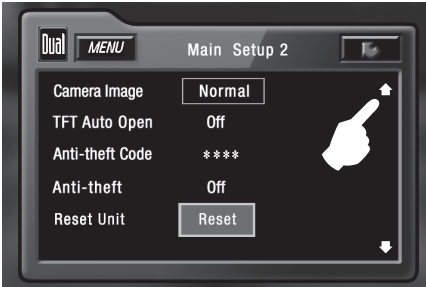 Dual MENU Main Setup 2
Camera Image Normal
TFT Auto Open Off
Anti-theft Code ****
Anti-theft Off
Reset Unit Reset